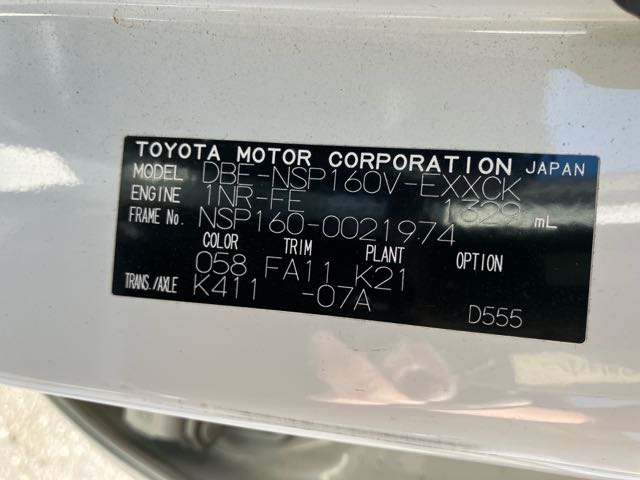 TOYOTA MOTOR CORPORATION JAPAN
MODEL DBE-NSP160V-EXXCK
ENGINE 1NR-FE 1329 mL
FRAME No. NSP160-0021974
COLOR TRIM PLANT OPTION
058 FA11 K21
TRANS./AXLE K411 -07A
D555